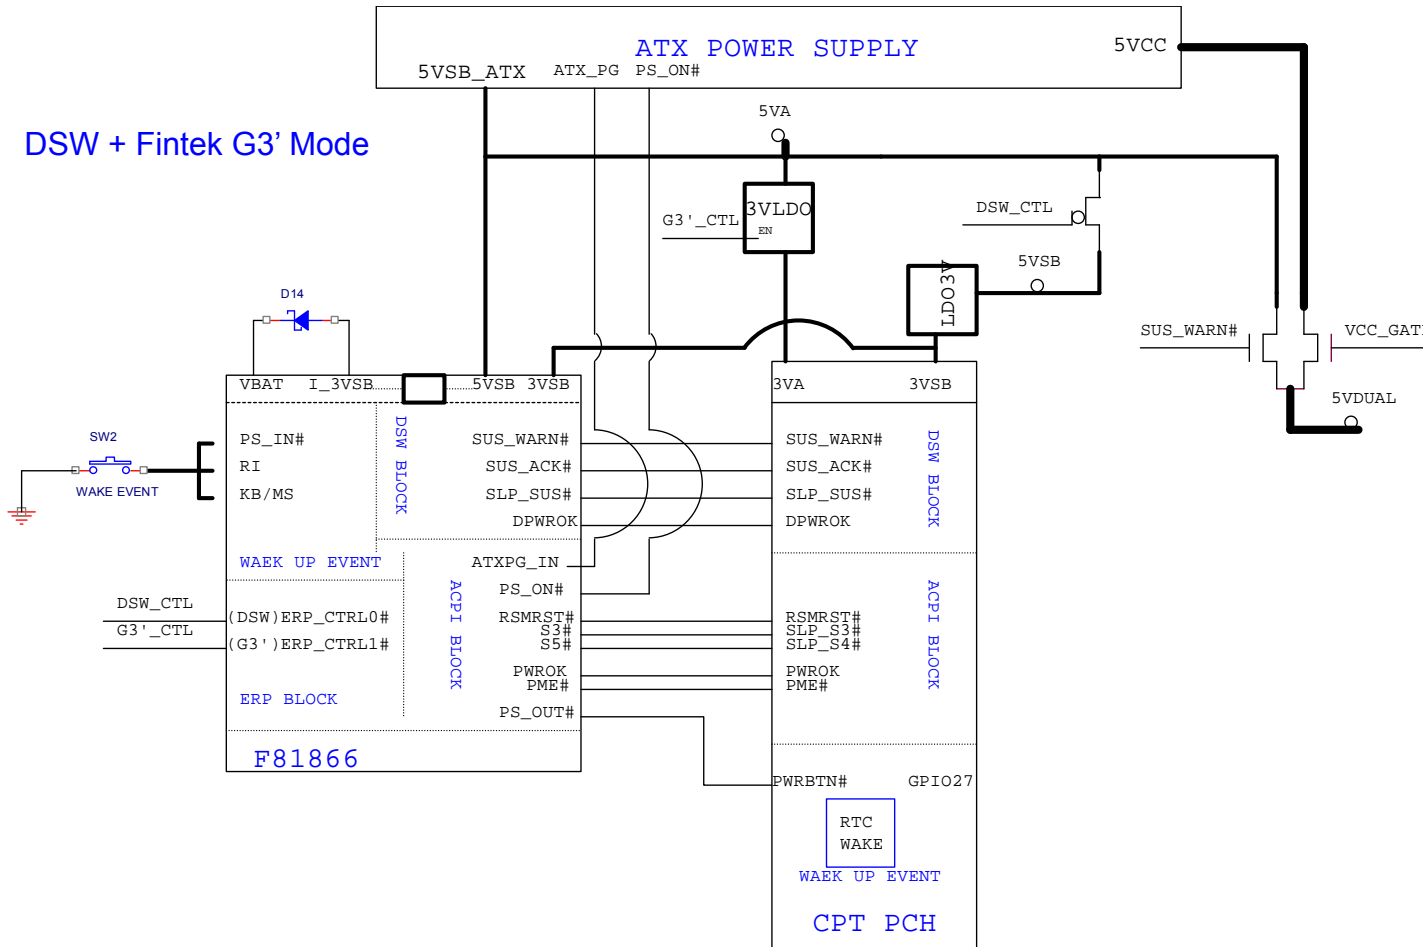 ATX POWER SUPPLY
5VCC
5VSB_ATX
ATX_PG
PS_ON#
5VA
DSW + Fintek G3’ Mode
3VLDO
EN
G3'_CTL
DSW_CTL
5VSB
LDO3V
D14
SUS_WARN#
VCC_GAT
5VDUAL
VBAT
I_3VSB
5VSB
3VSB
3VA
3VSB
SW2
WAKE EVENT
PS_IN#
RI
KB/MS
DSW BLOCK
SUS_WARN#
SUS_ACK#
SLP_SUS#
DPWROK
SUS_WARN#
SUS_ACK#
SLP_SUS#
DPWROK
DSW BLOCK
WAEK UP EVENT
ATXPG_IN
PS_ON#
DSW_CTL
G3'_CTL
(DSW)ERP_CTRL0#
(G3')ERP_CTRL1#
ERP BLOCK
ACPI BLOCK
RSMRST#
S3#
S5#
PWROK
PME#
PS_OUT#
RSMRST#
SLP_S3#
SLP_S4#
PWROK
PME#
ACPI BLOCK
F81866
PWRBTN#
GPIO27
RTC
WAKE
WAEK UP EVENT
CPT PCH